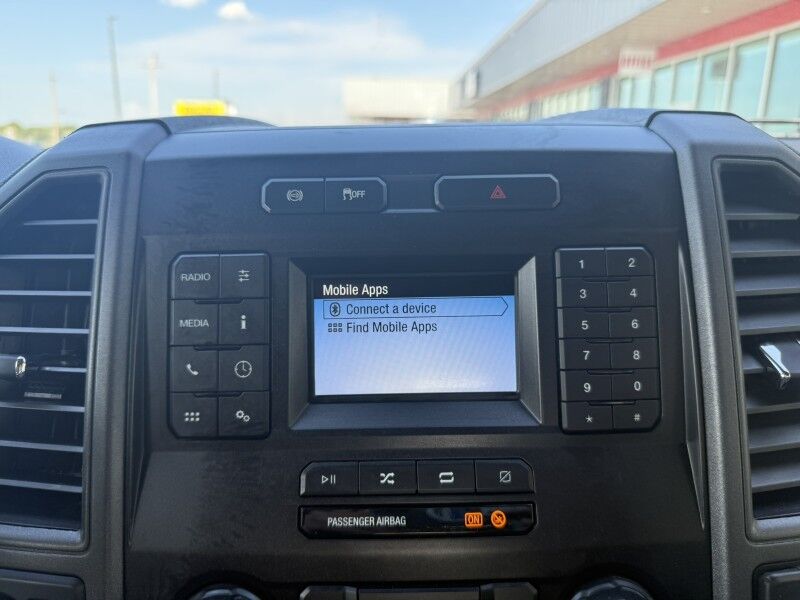 OFF
RADIO
MEDIA
i
Mobile Apps
Connect a device
Find Mobile Apps
1 2
3 4
5 6
7 8
9 0
* #
PASSENGER AIRBAG ON